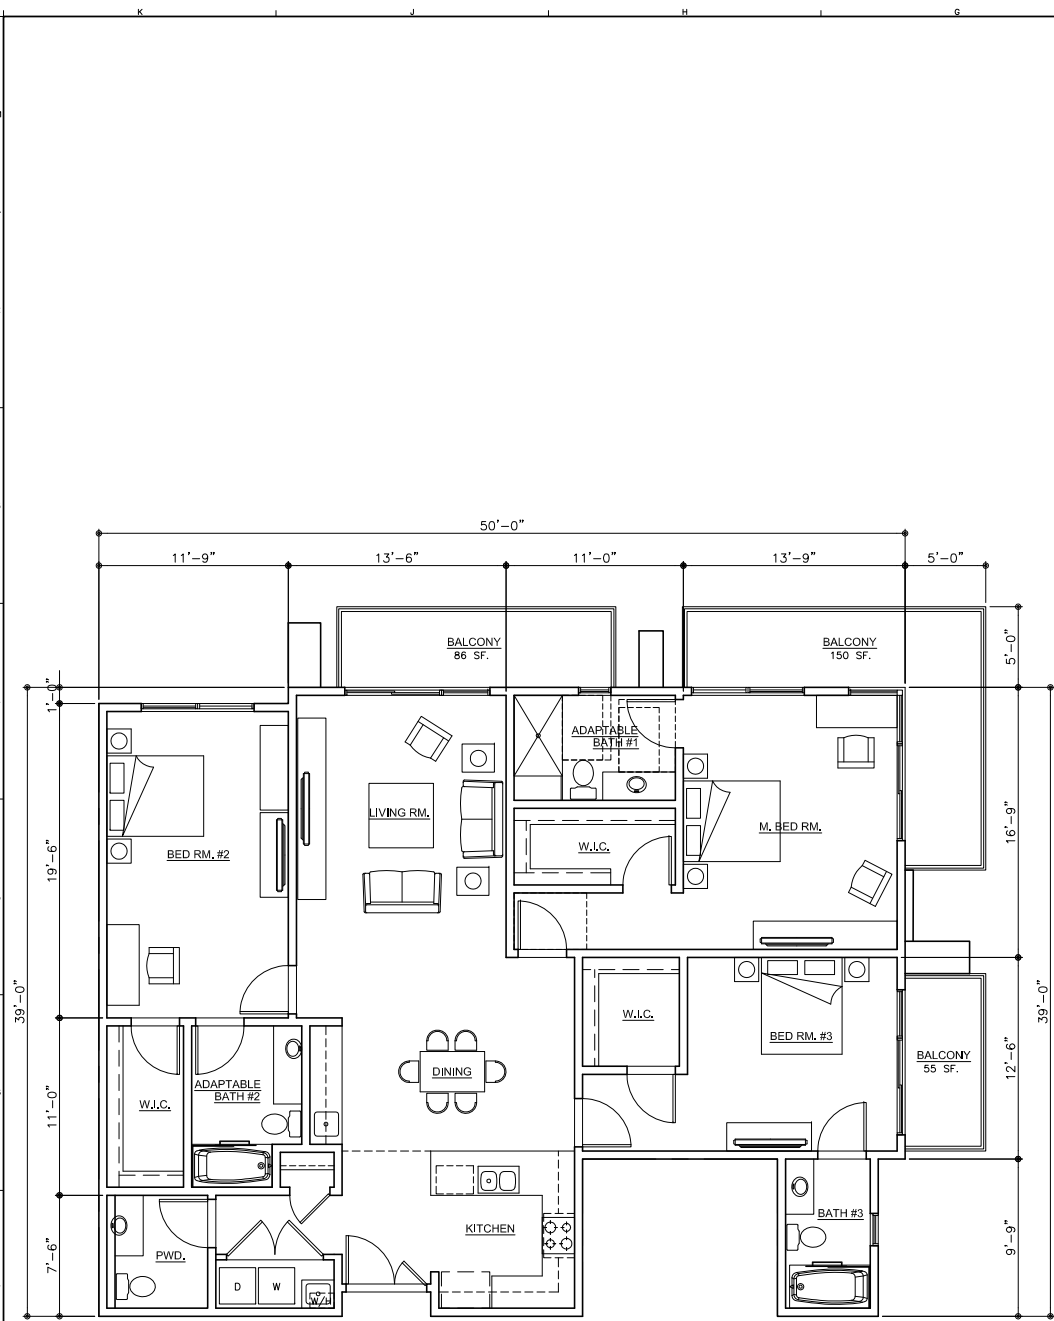 K
J
H
G
50'-0"
11'-9"
13'-6"
11'-0"
13'-9"
5'-0"
BALCONY
86 SF.
BALCONY
150 SF.
5'-0"
1'-0"
ADAPTABLE
BATH #1
LIVING RM.
M. BED RM.
BED RM. #2
W.I.C.
19'-6"
16'-9"
39'-0"
39'-0"
W.I.C.
BED RM. #3
BALCONY
55 SF.
12'-6"
DINING
ADAPTABLE
BATH #2
W.I.C.
11'-0"
BATH #3
KITCHEN
PWD.
7'-6"
9'-9"
D
W
W/H